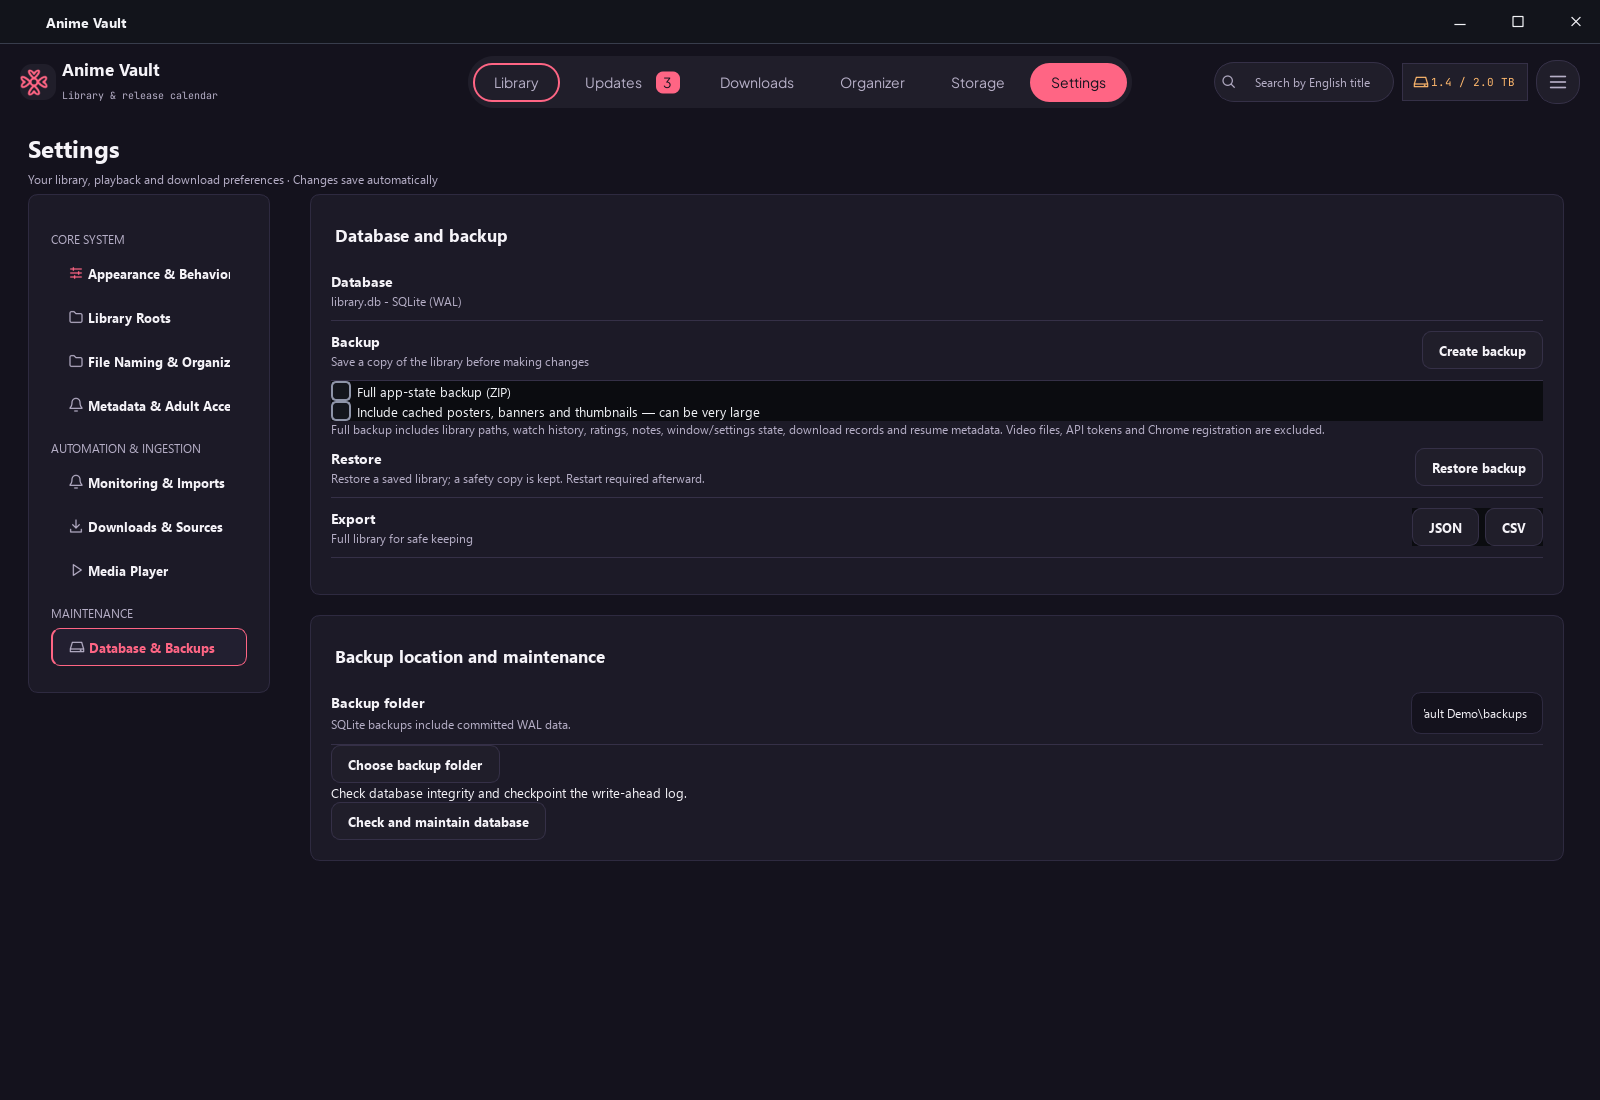 Anime Vault
Anime Vault
Library & release calendar
Library
Updates 3
Downloads
Organizer
Storage
Settings
Search by English title
1.4 / 2.0 TB
Settings
Your library, playback and download preferences · Changes save automatically
CORE SYSTEM
Appearance & Behavior
Library Roots
File Naming & Organiz
Metadata & Adult Acce
AUTOMATION & INGESTION
Monitoring & Imports
Downloads & Sources
Media Player
MAINTENANCE
Database & Backups
Database and backup
Database
library.db - SQLite (WAL)
Backup
Save a copy of the library before making changes
Create backup
Full app-state backup (ZIP)
Include cached posters, banners and thumbnails — can be very large
Full backup includes library paths, watch history, ratings, notes, window/settings state, download records and resume metadata. Video files, API tokens and Chrome registration are excluded.
Restore
Restore a saved library; a safety copy is kept. Restart required afterward.
Restore backup
Export
Full library for safe keeping
JSON
CSV
Backup location and maintenance
Backup folder
SQLite backups include committed WAL data.
ault Demo\backups
Choose backup folder
Check database integrity and checkpoint the write-ahead log.
Check and maintain database